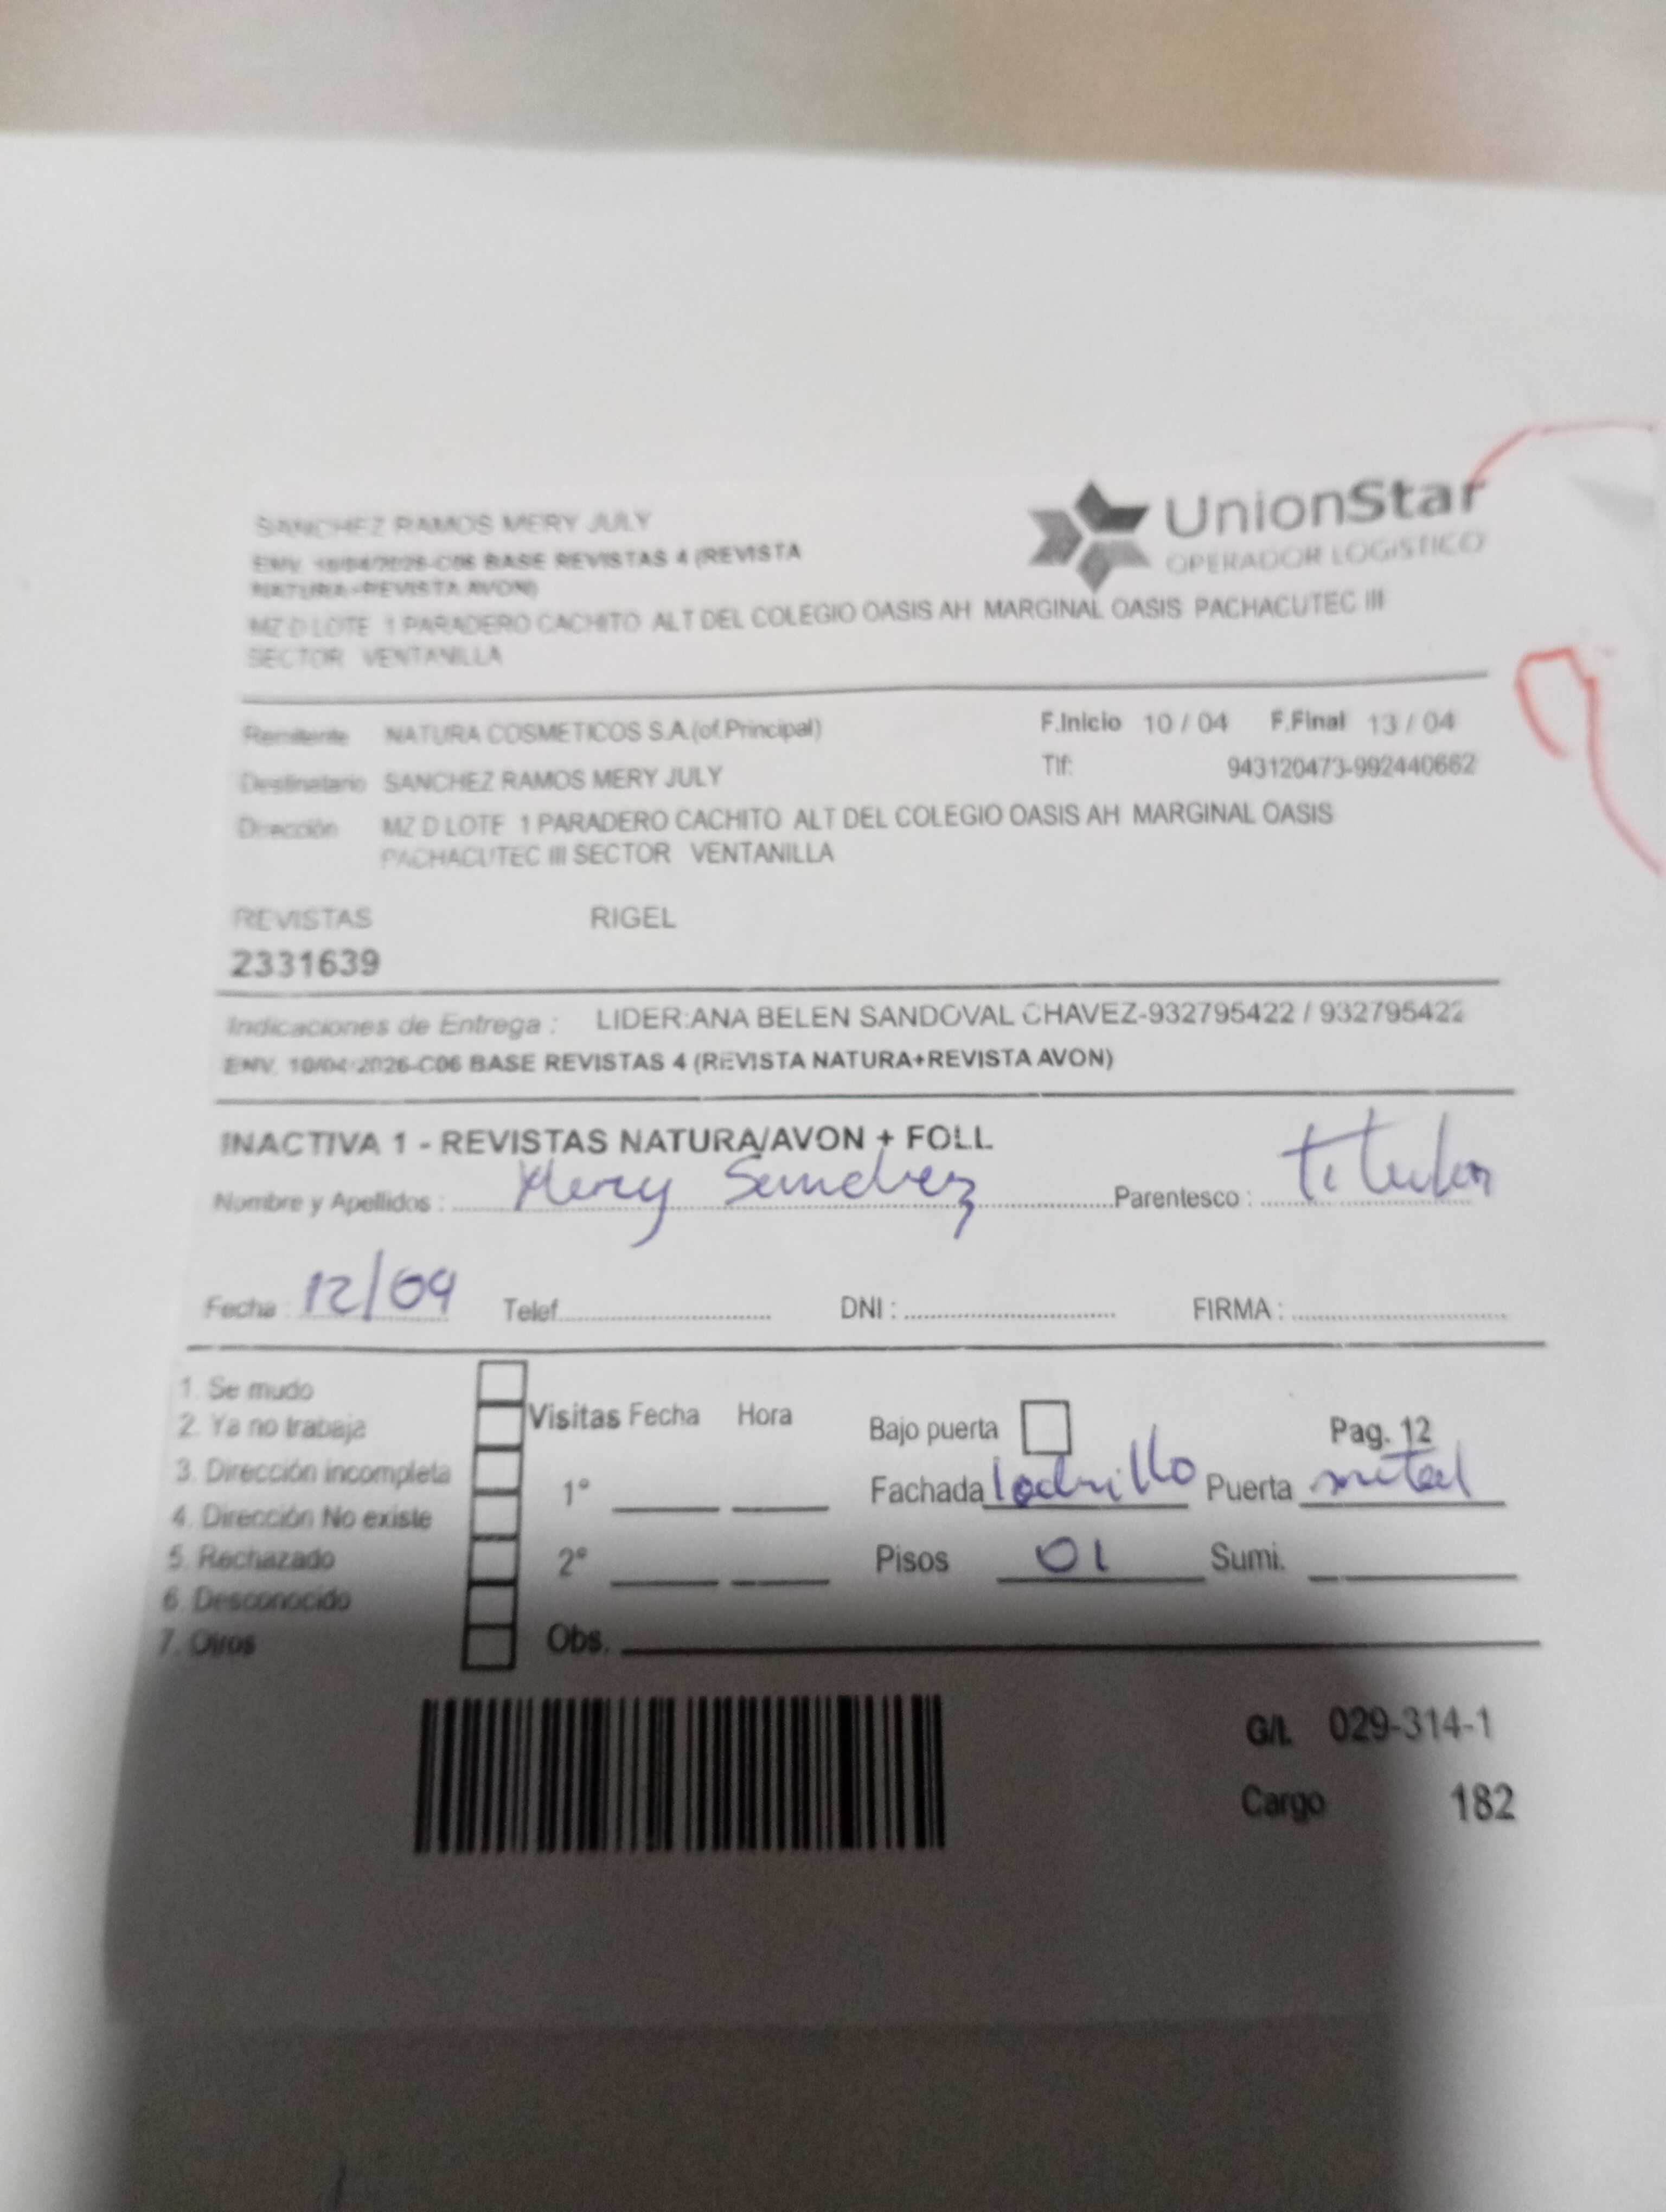 SANCHEZ RAMOS MERY JULY
UnionStar
OPERADOR LOGISTICO
ENV. 10/04/2026-C06 BASE REVISTAS 4 (REVISTA
NATURA+REVISTA AVON)
MZ D LOTE 1 PARADERO CACHITO ALT DEL COLEGIO OASIS AH MARGINAL OASIS PACHACUTEC III
SECTOR VENTANILLA
Remitente NATURA COSMETICOS S.A.(of.Principal) F.Inicio 10 / 04 F.Final 13 / 04
Destinatario SANCHEZ RAMOS MERY JULY Tlf: 943120473-992440662
Dirección MZ D LOTE 1 PARADERO CACHITO ALT DEL COLEGIO OASIS AH MARGINAL OASIS
PACHACUTEC III SECTOR VENTANILLA
REVISTAS RIGEL
2331639
Indicaciones de Entrega : LIDER:ANA BELEN SANDOVAL CHAVEZ-932795422 / 932795422
ENV. 10/04/2026-C06 BASE REVISTAS 4 (REVISTA NATURA+REVISTA AVON)
INACTIVA 1 - REVISTAS NATURA/AVON + FOLL
Nombre y Apellidos : Mery Sanchez Parentesco : titular
Fecha : 12/04 Telef. DNI : FIRMA :
1. Se mudo
2. Ya no trabaja
3. Dirección incompleta
4. Dirección No existe
5. Rechazado
6. Desconocido
7. Otros
Visitas Fecha Hora
1°
2°
Obs.
Bajo puerta Pag. 12
Fachada ladrillo Puerta metal
Pisos 01 Sumi.
G/L 029-314-1
Cargo 182